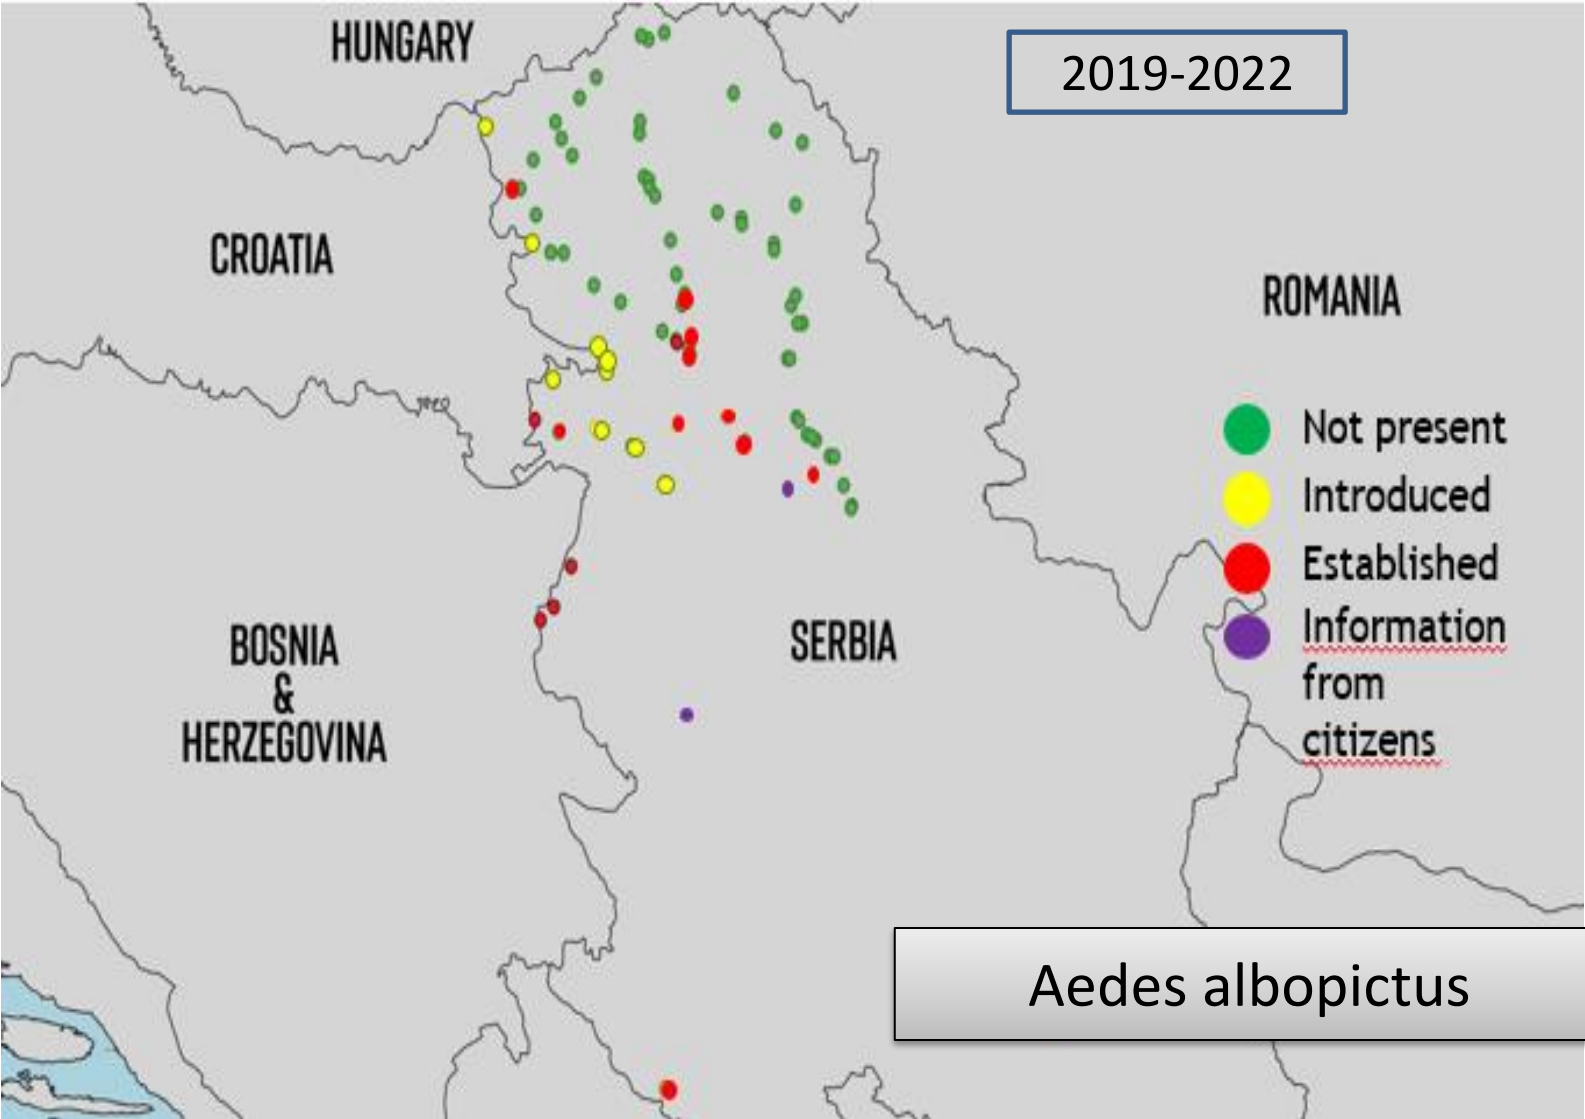 HUNGARY
2019-2022
CROATIA
ROMANIA
Not present
Introduced
Established
Information
from
citizens
BOSNIA
&
HERZEGOVINA
SERBIA
Aedes albopictus